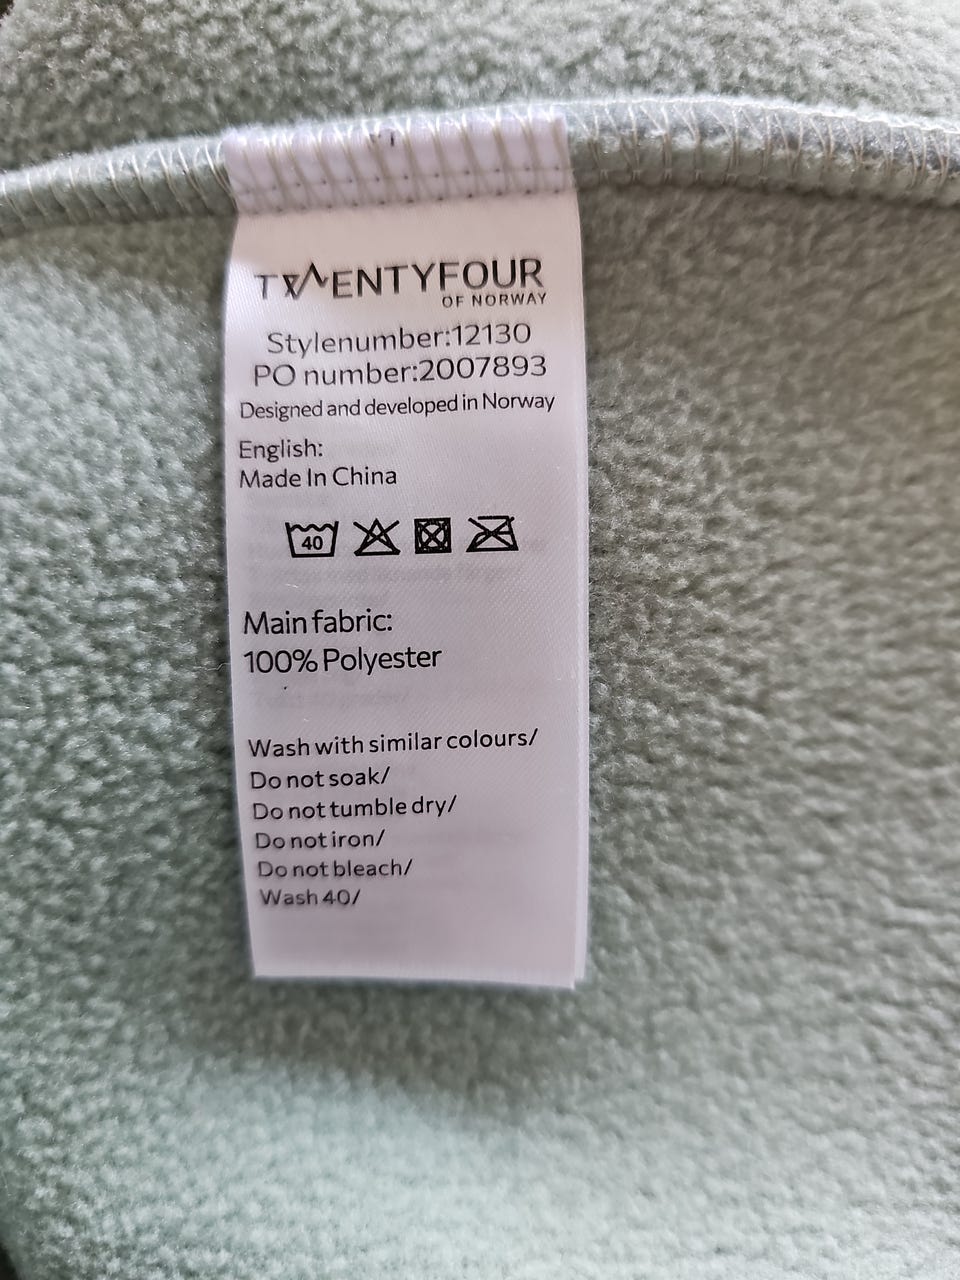 TWENTYFOUR
OF NORWAY
Stylenumber:12130
PO number:2007893
Designed and developed in Norway
English:
Made In China
40
Main fabric:
100% Polyester
Wash with similar colours/
Do not soak/
Do not tumble dry/
Do not iron/
Do not bleach/
Wash 40/